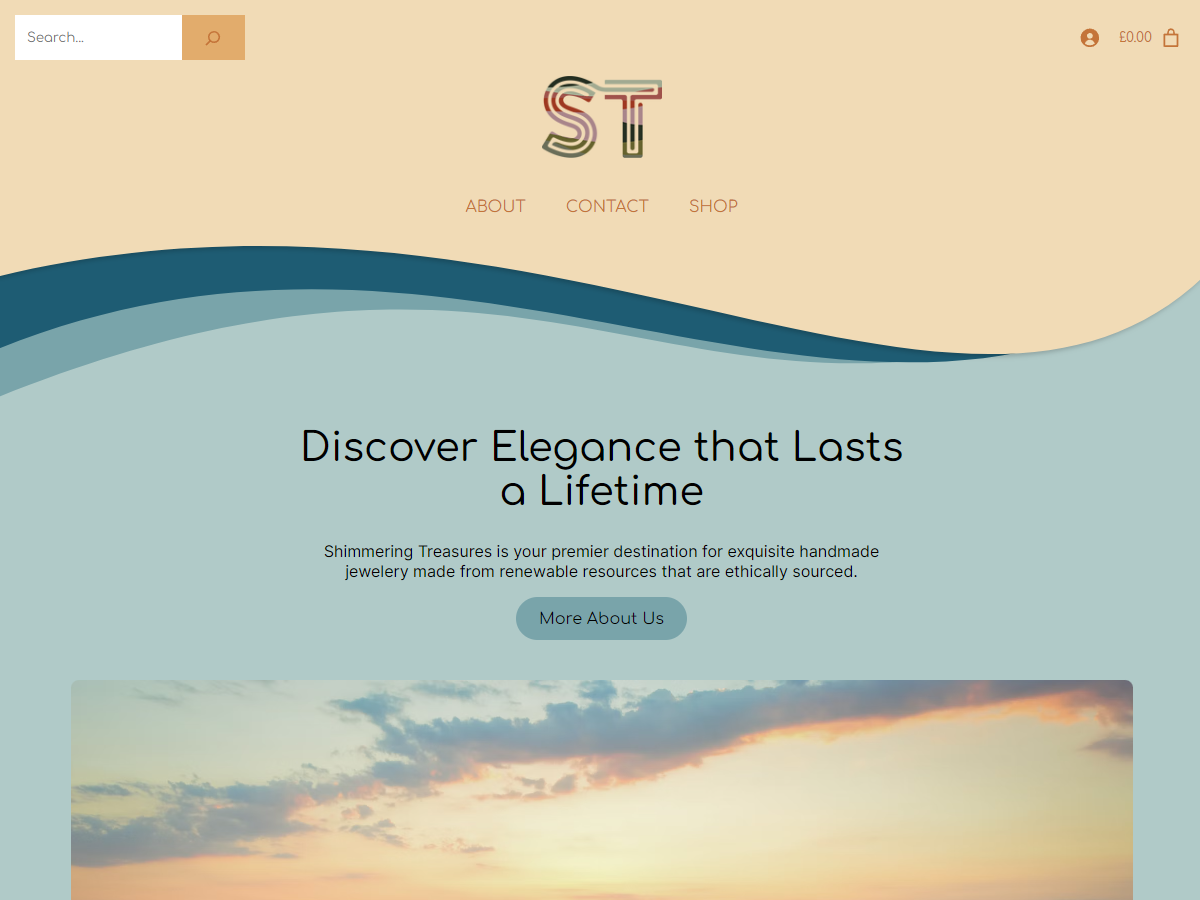 Search...
£0.00
ST
ABOUT CONTACT SHOP
Discover Elegance that Lasts
a Lifetime
Shimmering Treasures is your premier destination for exquisite handmade
jewelery made from renewable resources that are ethically sourced.
More About Us